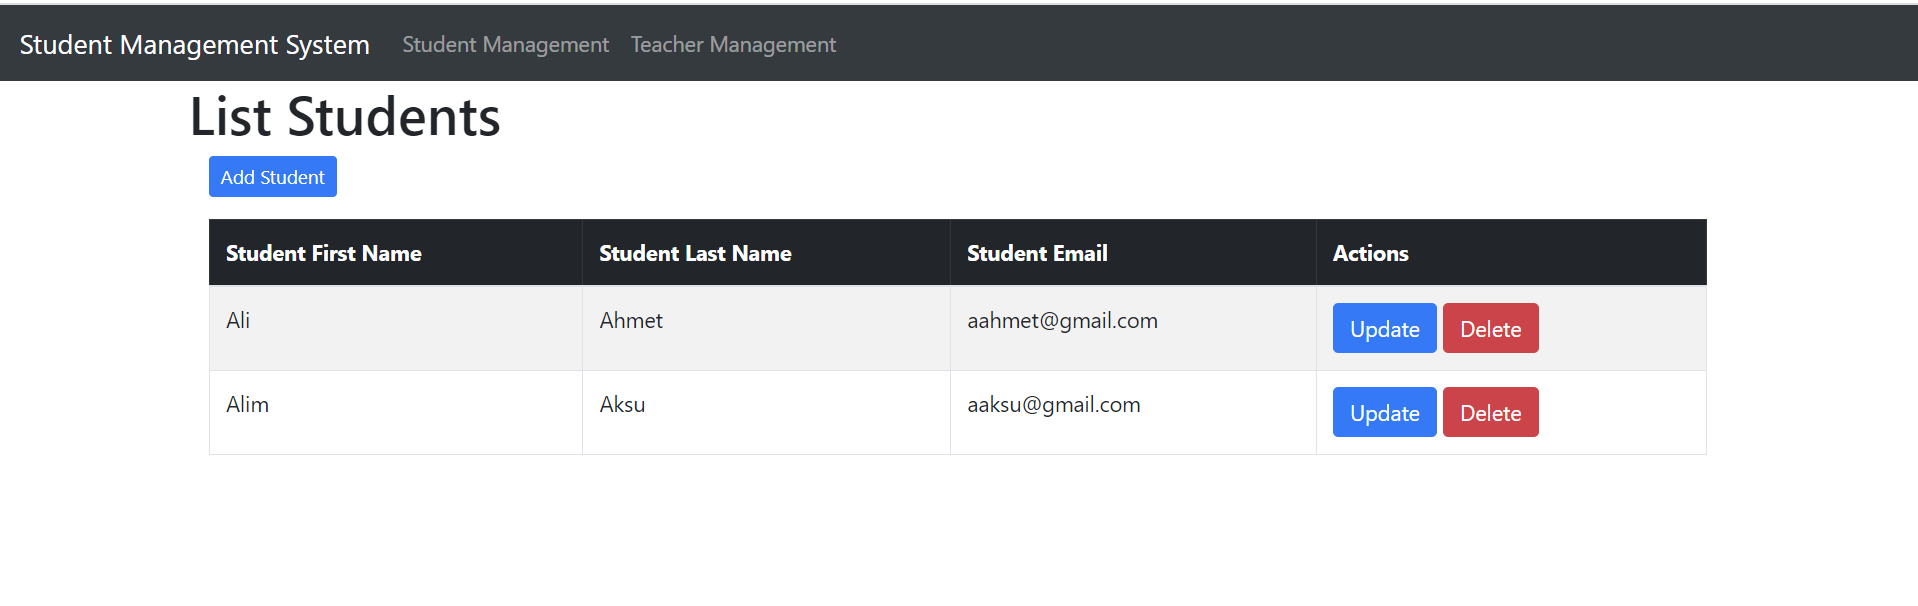 Student Management System Student Management Teacher Management
List Students
Add Student
Student First Name Student Last Name Student Email Actions
Ali Ahmet aahmet@gmail.com Update Delete
Alim Aksu aaksu@gmail.com Update Delete